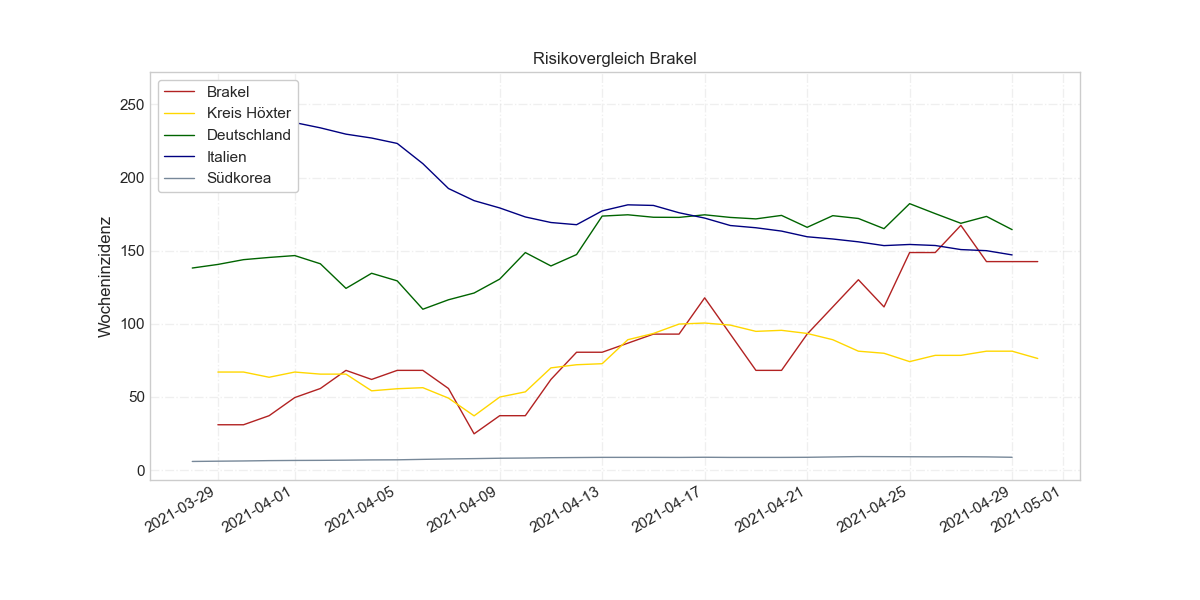 Risikovergleich Brakel
Brakel
Kreis Höxter
Deutschland
Italien
Südkorea
Wocheninzidenz
250
200
150
100
50
0
2021-03-29
2021-04-01
2021-04-05
2021-04-09
2021-04-13
2021-04-17
2021-04-21
2021-04-25
2021-04-29
2021-05-01